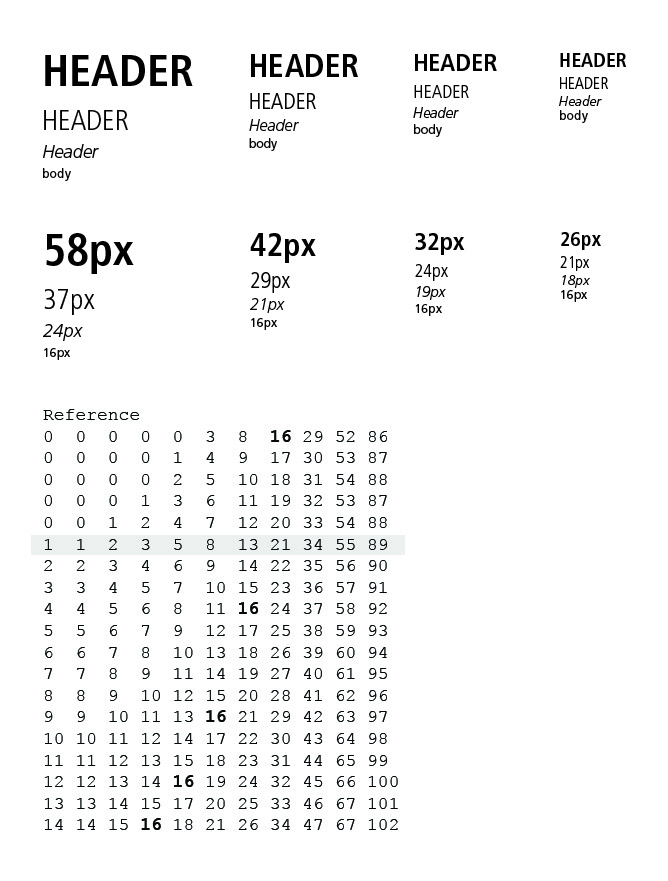 HEADER
HEADER
Header
body
HEADER
HEADER
Header
body
HEADER
HEADER
Header
body
HEADER
HEADER
Header
body
58px
37px
24px
16px
42px
29px
21px
16px
32px
24px
19px
16px
26px
21px
18px
16px
Reference
0 0 0 0 0 3 8 16 29 52 86
0 0 0 0 1 4 9 17 30 53 87
0 0 0 0 2 5 10 18 31 54 88
0 0 0 1 3 6 11 19 32 53 87
0 0 1 2 4 7 12 20 33 54 88
1 1 2 3 5 8 13 21 34 55 89
2 2 3 4 6 9 14 22 35 56 90
3 3 4 5 7 10 15 23 36 57 91
4 4 5 6 8 11 16 24 37 58 92
5 5 6 7 9 12 17 25 38 59 93
6 6 7 8 10 13 18 26 39 60 94
7 7 8 9 11 14 19 27 40 61 95
8 8 9 10 12 15 20 28 41 62 96
9 9 10 11 13 16 21 29 42 63 97
10 10 11 12 14 17 22 30 43 64 98
11 11 12 13 15 18 23 31 44 65 99
12 12 13 14 16 19 24 32 45 66 100
13 13 14 15 17 20 25 33 46 67 101
14 14 15 16 18 21 26 34 47 67 102